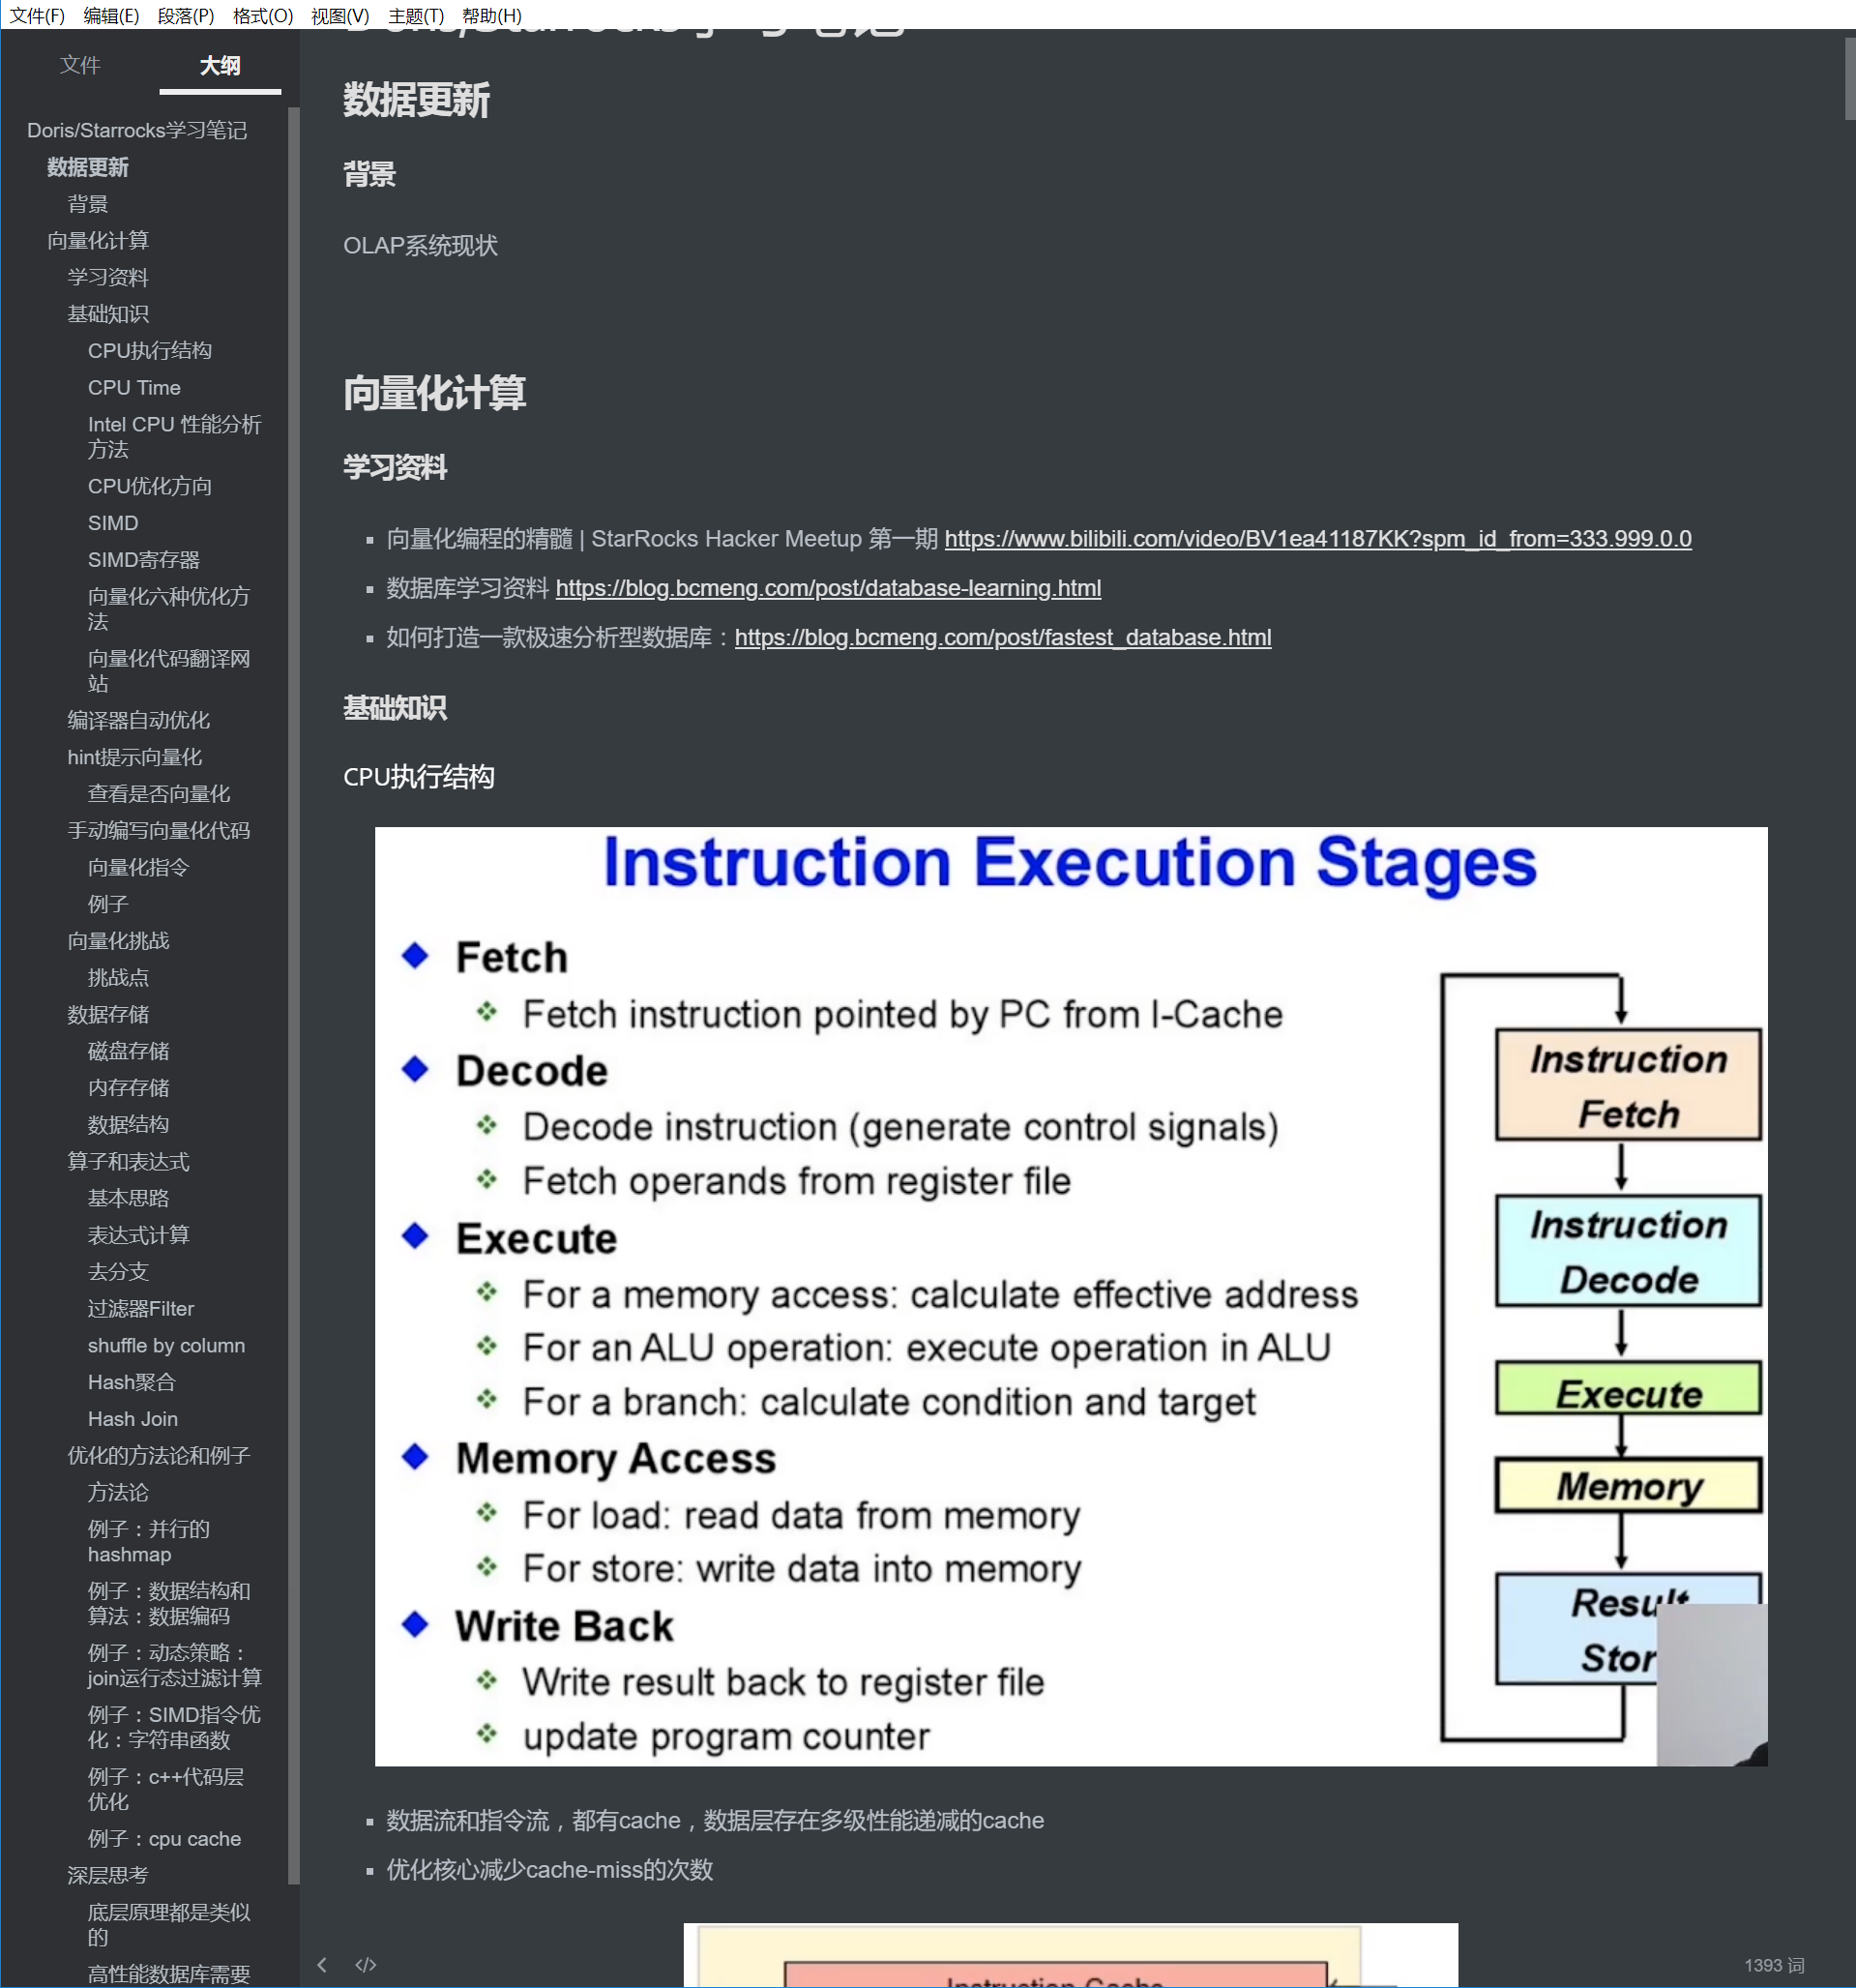 文件(F) 编辑(E) 段落(P) 格式(O) 视图(V) 主题(T) 帮助(H)
文件 大纲
Doris/Starrocks学习笔记
数据更新
背景
向量化计算
学习资料
基础知识
CPU执行结构
CPU Time
Intel CPU 性能分析
方法
CPU优化方向
SIMD
SIMD寄存器
向量化六种优化方
法
向量化代码翻译网
站
编译器自动优化
hint提示向量化
查看是否向量化
手动编写向量化代码
向量化指令
例子
向量化挑战
挑战点
数据存储
磁盘存储
内存存储
数据结构
算子和表达式
基本思路
表达式计算
去分支
过滤器Filter
shuffle by column
Hash聚合
Hash Join
优化的方法论和例子
方法论
例子：并行的
hashmap
例子：数据结构和
算法：数据编码
例子：动态策略：
join运行态过滤计算
例子：SIMD指令优
化：字符串函数
例子：c++代码层
优化
例子：cpu cache
深层思考
底层原理都是类似
的
高性能数据库需要
Doris/Starrocks学习笔记
数据更新
背景
OLAP系统现状
向量化计算
学习资料
向量化编程的精髓 | StarRocks Hacker Meetup 第一期 https://www.bilibili.com/video/BV1ea41187KK?spm_id_from=333.999.0.0
数据库学习资料 https://blog.bcmeng.com/post/database-learning.html
如何打造一款极速分析型数据库：https://blog.bcmeng.com/post/fastest_database.html
基础知识
CPU执行结构
Instruction Execution Stages
Fetch
Fetch instruction pointed by PC from I-Cache
Decode
Decode instruction (generate control signals)
Fetch operands from register file
Execute
For a memory access: calculate effective address
For an ALU operation: execute operation in ALU
For a branch: calculate condition and target
Memory Access
For load: read data from memory
For store: write data into memory
Write Back
Write result back to register file
update program counter
Instruction
Fetch
Instruction
Decode
Execute
Memory
Result
Stor
数据流和指令流，都有cache，数据层存在多级性能递减的cache
优化核心减少cache-miss的次数
Instruction Cache
1393 词